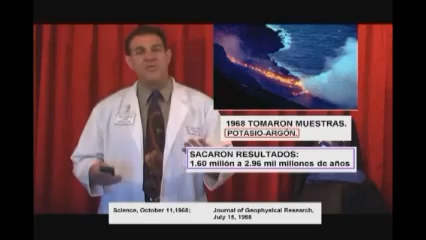 1968 TOMARON MUESTRAS.
POTASIO-ARGÓN.
SACARON RESULTADOS:
1.60 millón a 2.96 mil millones de años
Science, October 11,1968; Journal of Geophysical Research,
July 15, 1968